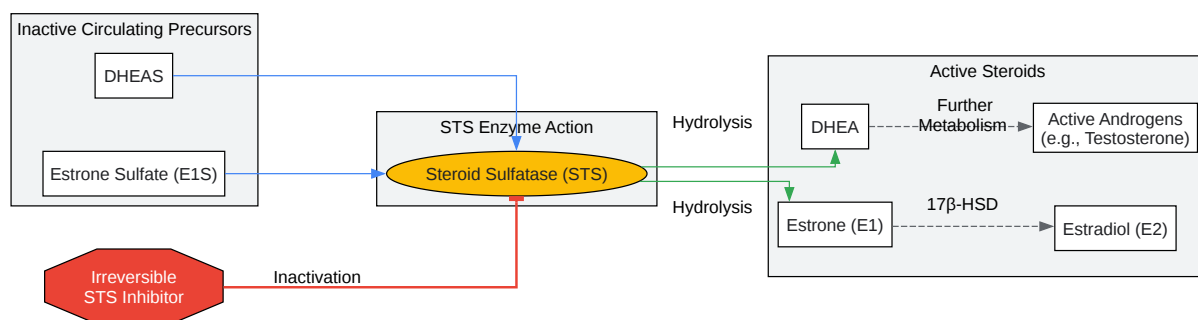 Inactive Circulating Precursors
DHEAS
Estrone Sulfate (E1S)
Irreversible
STS Inhibitor
Inactivation
STS Enzyme Action
Steroid Sulfatase (STS)
Hydrolysis
Hydrolysis
Active Steroids
DHEA
Further
Metabolism
Active Androgens
(e.g., Testosterone)
Estrone (E1)
17β-HSD
Estradiol (E2)